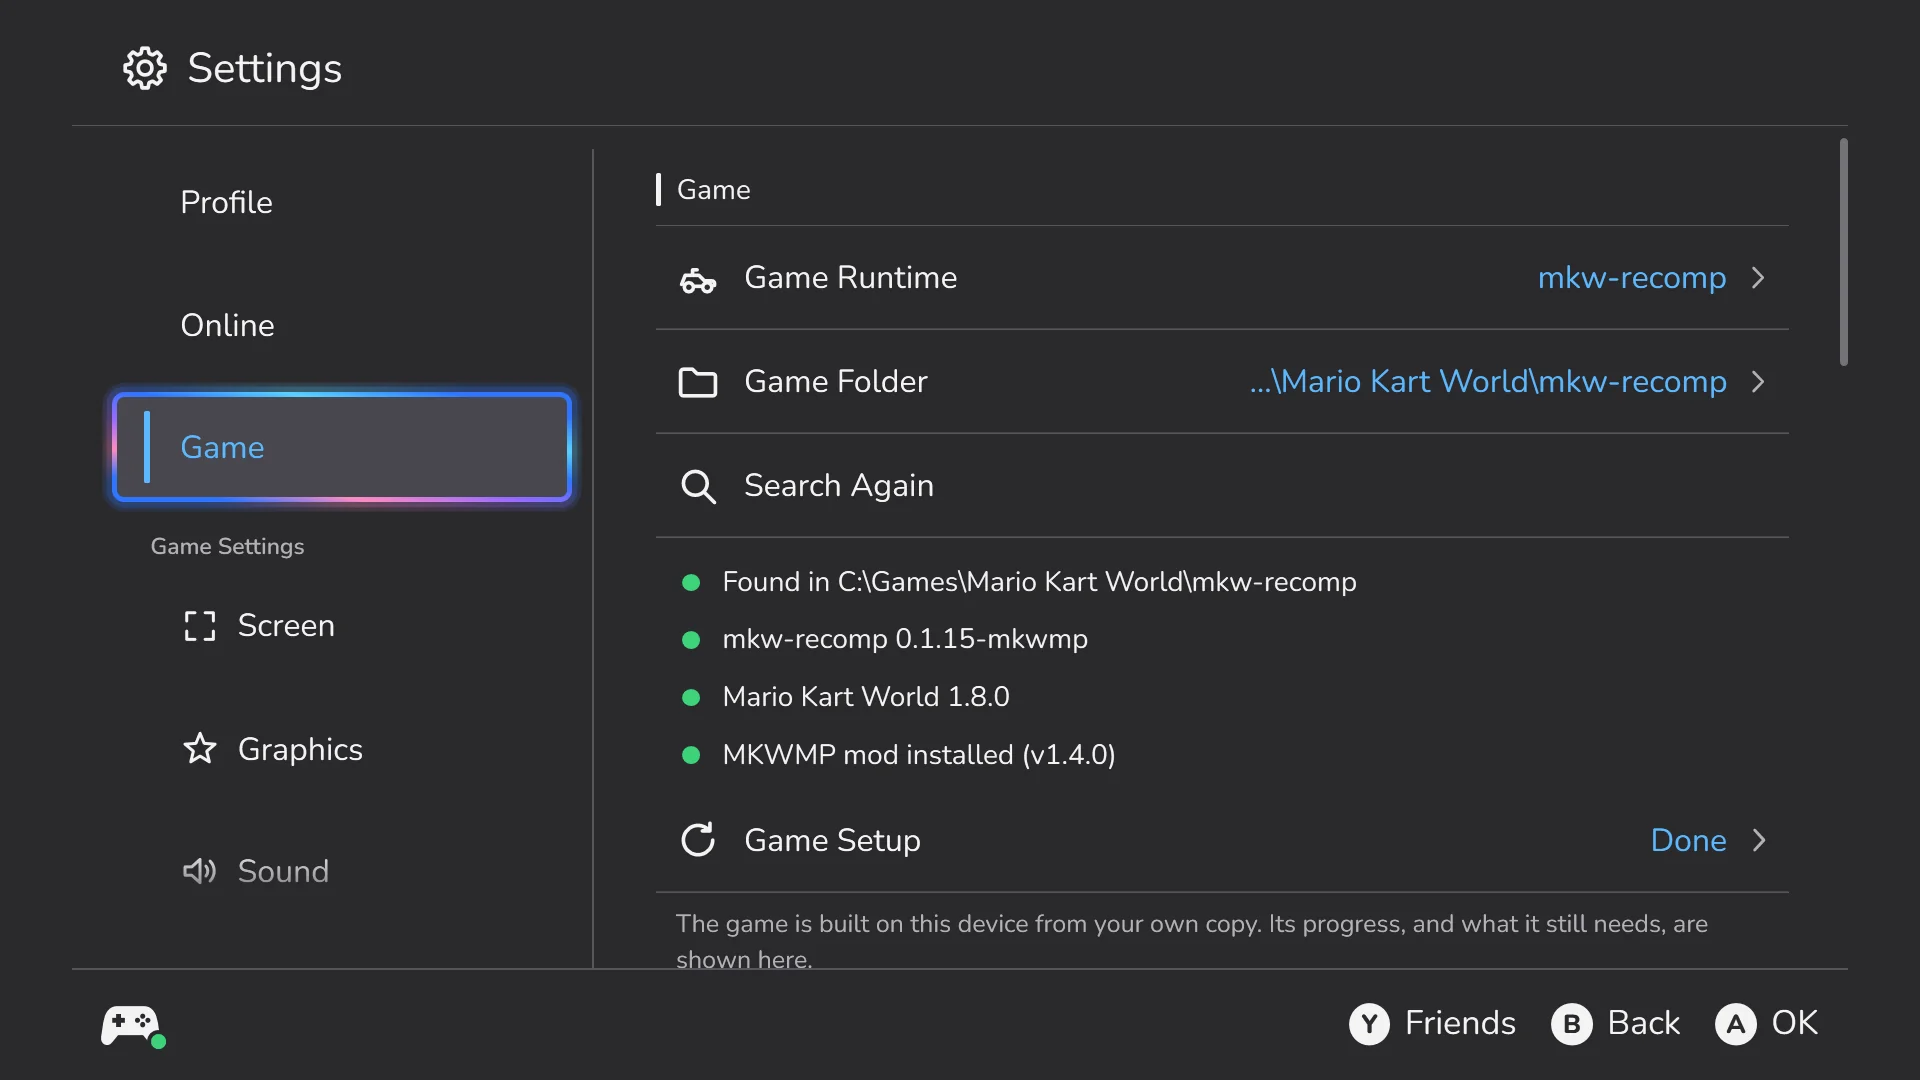 Settings
Profile
Online
Game
Game Settings
Screen
Graphics
Sound
Game
Game Runtime
mkw-recomp
Game Folder
...\Mario Kart World\mkw-recomp
Search Again
Found in C:\Games\Mario Kart World\mkw-recomp
mkw-recomp 0.1.15-mkwmp
Mario Kart World 1.8.0
MKWMP mod installed (v1.4.0)
Game Setup
Done
The game is built on this device from your own copy. Its progress, and what it still needs, are
shown here.
Y Friends
B Back
A OK